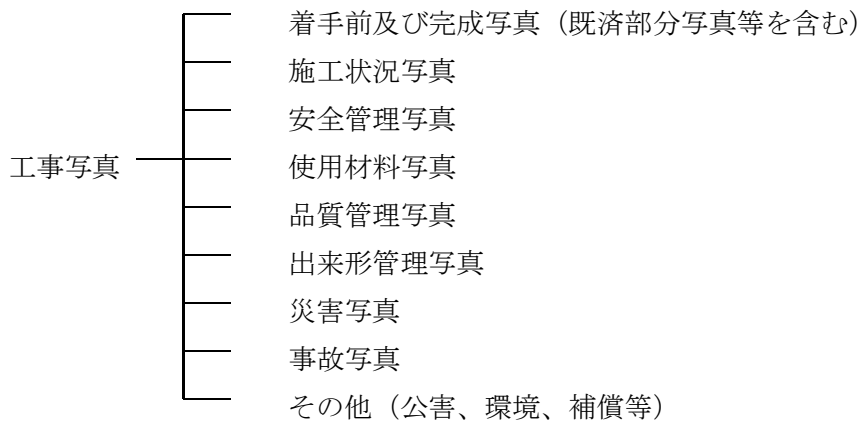 着手前及び完成写真（既済部分写真等を含む）
施工状況写真
安全管理写真
工事写真 使用材料写真
品質管理写真
出来形管理写真
災害写真
事故写真
その他（公害、環境、補償等）